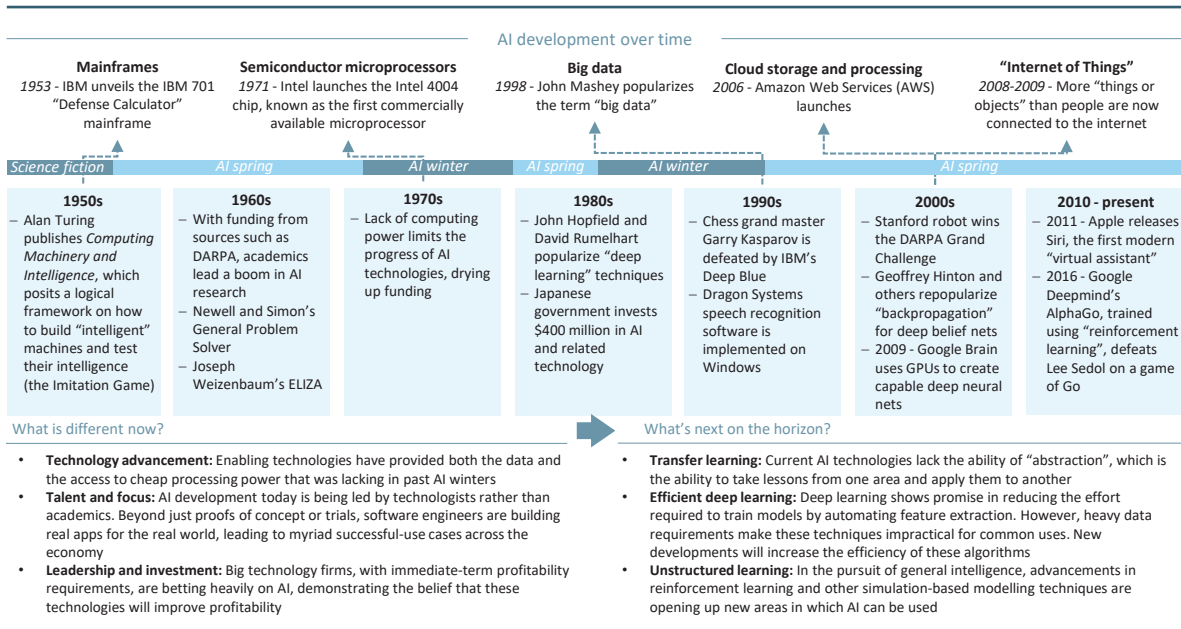 AI development over time
Mainframes
1953 - IBM unveils the IBM 701
“Defense Calculator”
mainframe
Semiconductor microprocessors
1971 - Intel launches the Intel 4004
chip, known as the first commercially
available microprocessor
Big data
1998 - John Mashey popularizes
the term “big data”
Cloud storage and processing
2006 - Amazon Web Services (AWS)
launches
“Internet of Things”
2008-2009 - More “things or
objects” than people are now
connected to the internet
Science fiction
AI spring
AI winter
AI spring
AI winter
AI spring
1950s
– Alan Turing
publishes Computing
Machinery and
Intelligence, which
posits a logical
framework on how
to build “intelligent”
machines and test
their intelligence
(the Imitation Game)
1960s
– With funding from
sources such as
DARPA, academics
lead a boom in AI
research
– Newell and Simon’s
General Problem
Solver
– Joseph
Weizenbaum’s ELIZA
1970s
– Lack of computing
power limits the
progress of AI
technologies, drying
up funding
1980s
– John Hopfield and
David Rumelhart
popularize “deep
learning” techniques
– Japanese
government invests
$400 million in AI
and related
technology
1990s
– Chess grand master
Garry Kasparov is
defeated by IBM’s
Deep Blue
– Dragon Systems
speech recognition
software is
implemented on
Windows
2000s
– Stanford robot wins
the DARPA Grand
Challenge
– Geoffrey Hinton and
others repopularize
“backpropagation”
for deep belief nets
– 2009 - Google Brain
uses GPUs to create
capable deep neural
nets
2010 - present
– 2011 - Apple releases
Siri, the first modern
“virtual assistant”
– 2016 - Google
Deepmind’s
AlphaGo, trained
using “reinforcement
learning”, defeats
Lee Sedol on a game
of Go
What is different now?
• Technology advancement: Enabling technologies have provided both the data and
the access to cheap processing power that was lacking in past AI winters
• Talent and focus: AI development today is being led by technologists rather than
academics. Beyond just proofs of concept or trials, software engineers are building
real apps for the real world, leading to myriad successful-use cases across the
economy
• Leadership and investment: Big technology firms, with immediate-term profitability
requirements, are betting heavily on AI, demonstrating the belief that these
technologies will improve profitability
What’s next on the horizon?
• Transfer learning: Current AI technologies lack the ability of “abstraction”, which is
the ability to take lessons from one area and apply them to another
• Efficient deep learning: Deep learning shows promise in reducing the effort
required to train models by automating feature extraction. However, heavy data
requirements make these techniques impractical for common uses. New
developments will increase the efficiency of these algorithms
• Unstructured learning: In the pursuit of general intelligence, advancements in
reinforcement learning and other simulation-based modelling techniques are
opening up new areas in which AI can be used